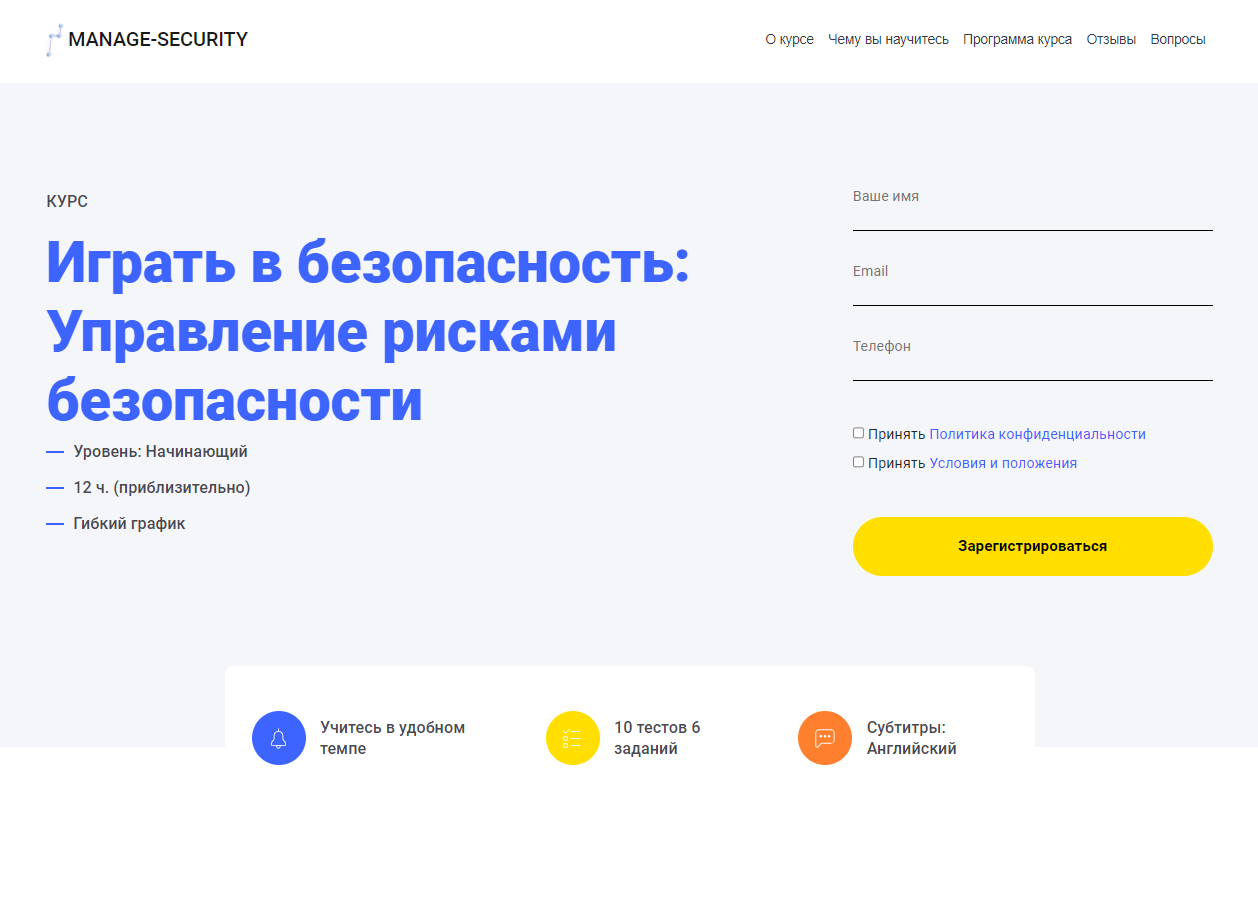 MANAGE-SECURITY
О курсе Чему вы научитесь Программа курса Отзывы Вопросы
КУРС
Играть в безопасность:
Управление рисками
безопасности
Уровень: Начинающий
12 ч. (приблизительно)
Гибкий график
Ваше имя
Email
Телефон
Принять Политика конфиденциальности
Принять Условия и положения
Зарегистрироваться
Учитесь в удобном
темпе
10 тестов 6
заданий
Субтитры:
Английский